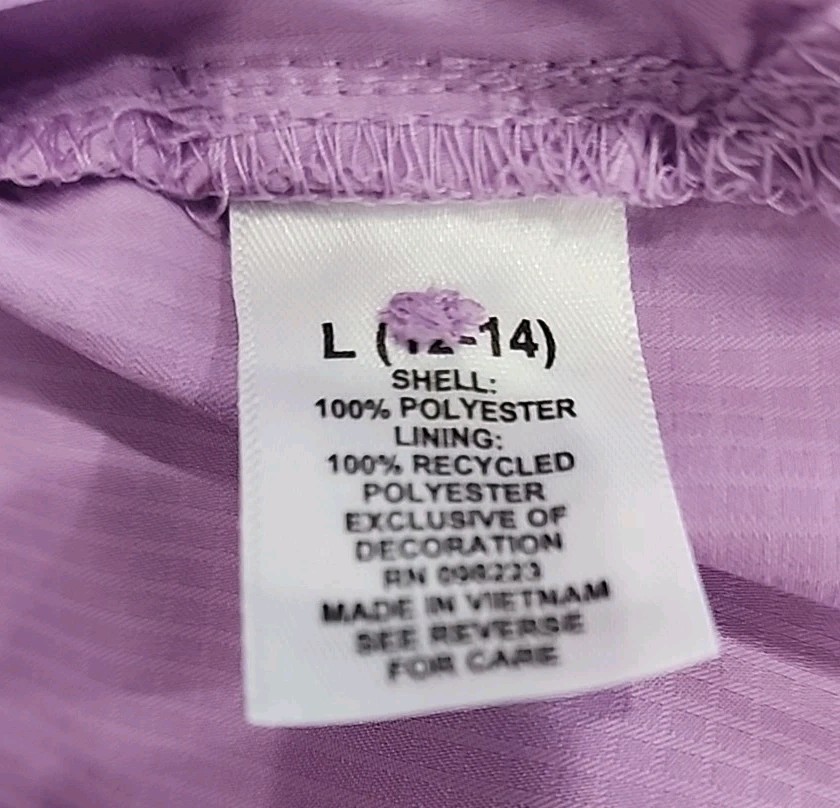 L (12-14)
SHELL:
100% POLYESTER
LINING:
100% RECYCLED
POLYESTER
EXCLUSIVE OF
DECORATION
RN 098223
MADE IN VIETNAM
SEE REVERSE
FOR CARE